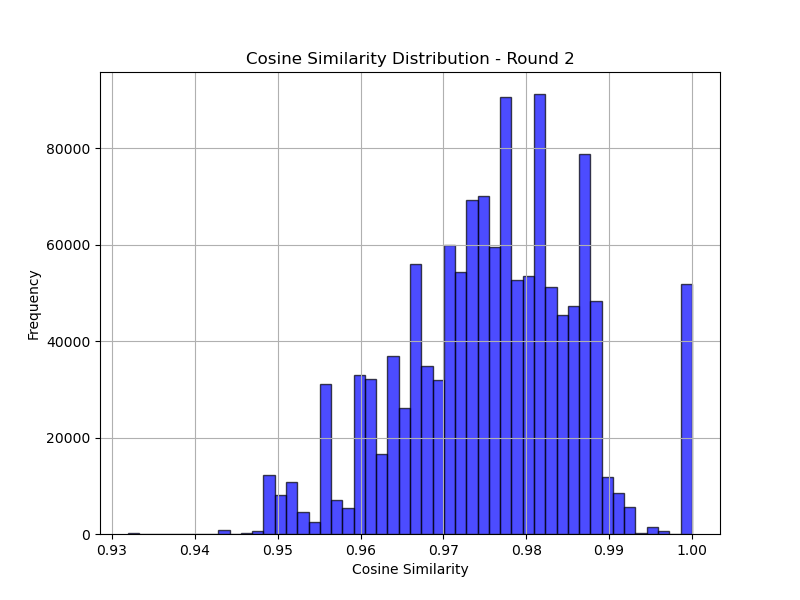 Cosine Similarity Distribution - Round 2
Frequency
80000
60000
40000
20000
0
0.93 0.94 0.95 0.96 0.97 0.98 0.99 1.00
Cosine Similarity